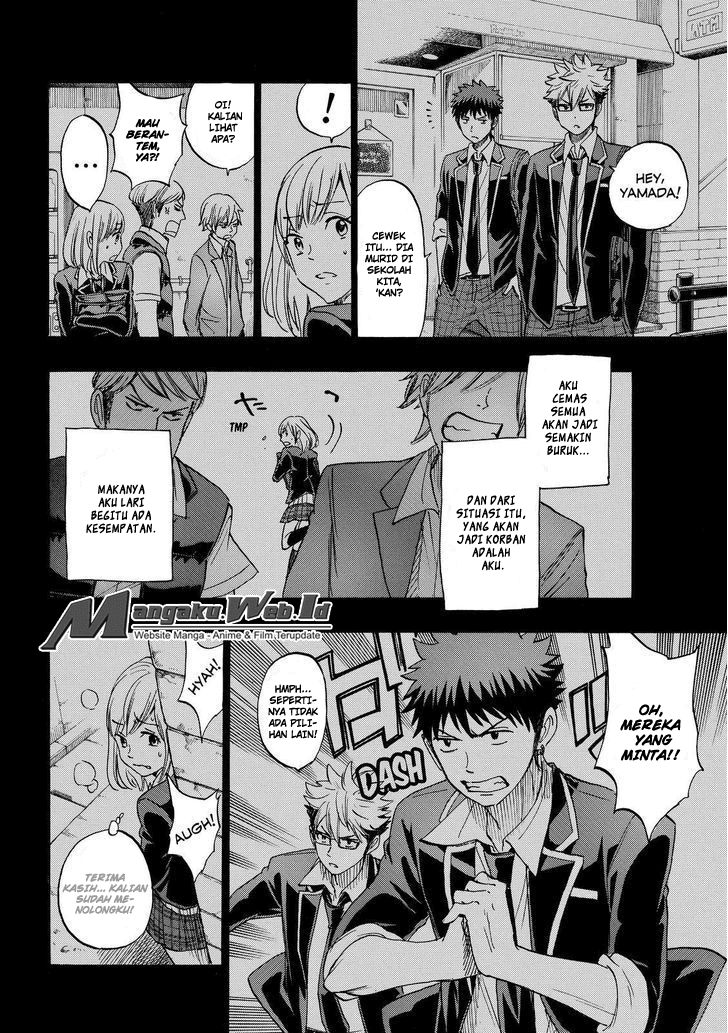 HEY,
YAMADA!
CEWEK
ITU... DIA
MURID DI
SEKOLAH
KITA,
'KAN?
!
OI!
KALIAN
LIHAT
APA?
MAU
BERAN-
TEM,
YA?!
...
ATM
AKU
CEMAS
SEMUA
AKAN JADI
SEMAKIN
BURUK...
DAN DARI
SITUASI ITU,
YANG AKAN
JADI KORBAN
ADALAH
AKU.
TMP
MAKANYA
AKU LARI
BEGITU ADA
KESEMPATAN.
Mangaku.Web.Id
Website Manga - Anime & Film Terupdate
OH,
MEREKA
YANG
MINTA!!
HMPH...
SEPERTI-
NYA TIDAK
ADA PILI-
HAN LAIN!
DASH
HYAH!
AUGH!
TERIMA
KASIH... KALIAN
SUDAH ME-
NOLONGKU!